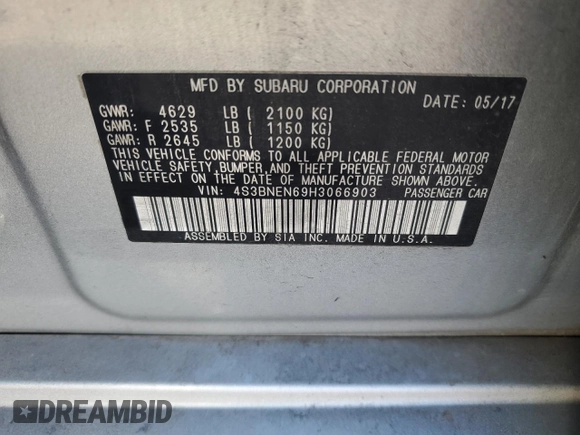 MFD BY SUBARU CORPORATION
DATE: 05/17
GVWR: 4629 LB ( 2100 KG)
GAWR: F 2535 LB ( 1150 KG)
GAWR: R 2645 LB ( 1200 KG)
THIS VEHICLE CONFORMS TO ALL APPLICABLE FEDERAL MOTOR
VEHICLE SAFETY, BUMPER, AND THEFT PREVENTION STANDARDS
IN EFFECT ON THE DATE OF MANUFACTURE SHOWN ABOVE.
VIN: 4S3BNEN69H3066903 PASSENGER CAR
ASSEMBLED BY SIA INC. MADE IN U.S.A.
DREAMBID